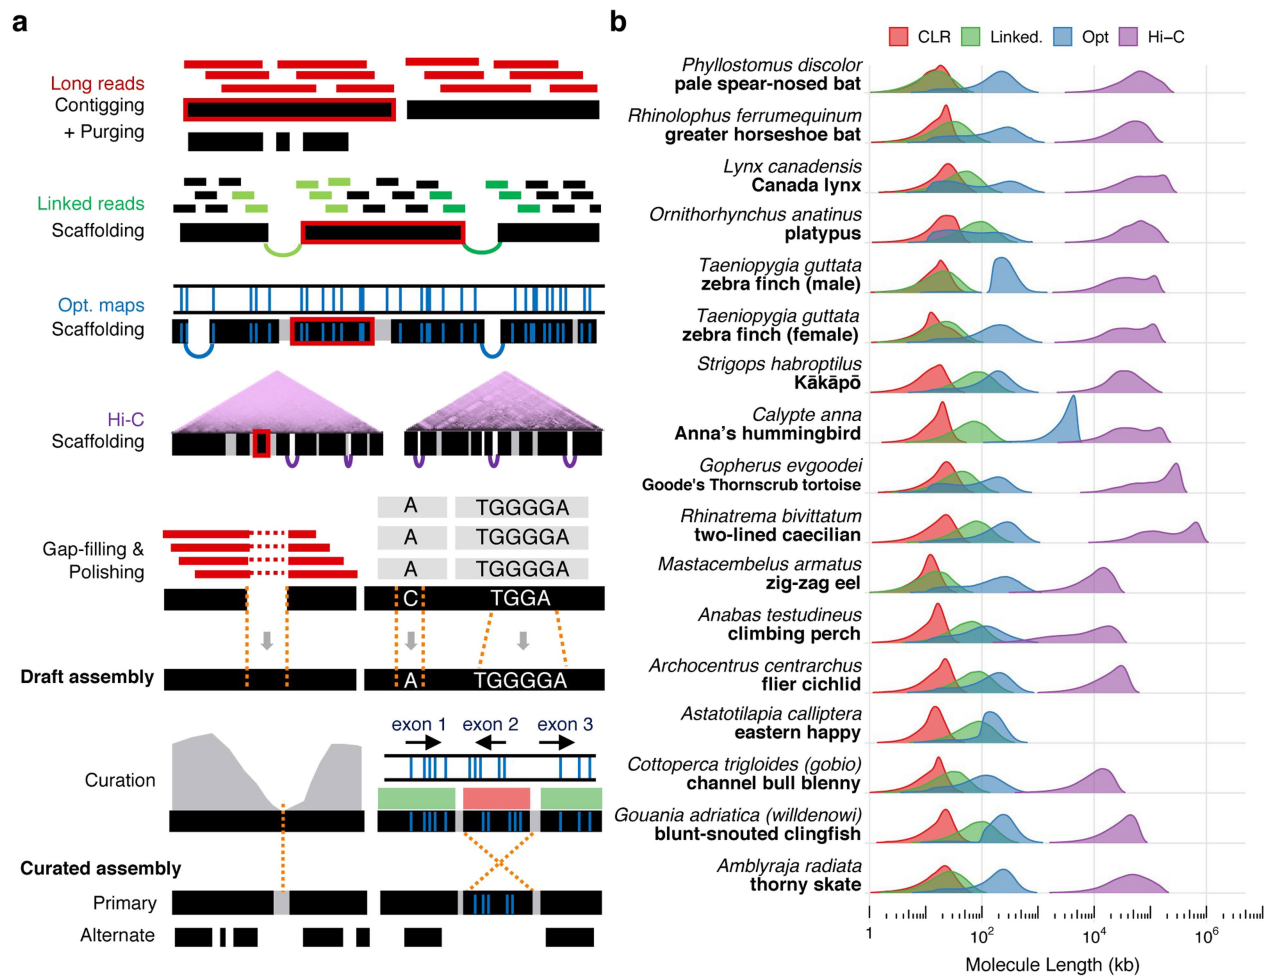 a
Long reads
Contigging
+ Purging
Linked reads
Scaffolding
Opt. maps
Scaffolding
Hi-C
Scaffolding
A TGGGGA
A TGGGGA
A TGGGGA
Gap-filling &
Polishing
C TGGA
Draft assembly
A TGGGGA
exon 1 exon 2 exon 3
Curation
Curated assembly
Primary
Alternate
b
CLR Linked. Opt Hi-C
Phyllostomus discolor
pale spear-nosed bat
Rhinolophus ferrumequinum
greater horseshoe bat
Lynx canadensis
Canada lynx
Ornithorhynchus anatinus
platypus
Taeniopygia guttata
zebra finch (male)
Taeniopygia guttata
zebra finch (female)
Strigops habroptilus
Kākāpō
Calypte anna
Anna's hummingbird
Gopherus evgoodei
Goode's Thornscrub tortoise
Rhinatrema bivittatum
two-lined caecilian
Mastacembelus armatus
zig-zag eel
Anabas testudineus
climbing perch
Archocentrus centrarchus
flier cichlid
Astatotilapia calliptera
eastern happy
Cottoperca trigloides (gobio)
channel bull blenny
Gouania adriatica (willdenowi)
blunt-snouted clingfish
Amblyraja radiata
thorny skate
1 10² 10⁴ 10⁶
Molecule Length (kb)